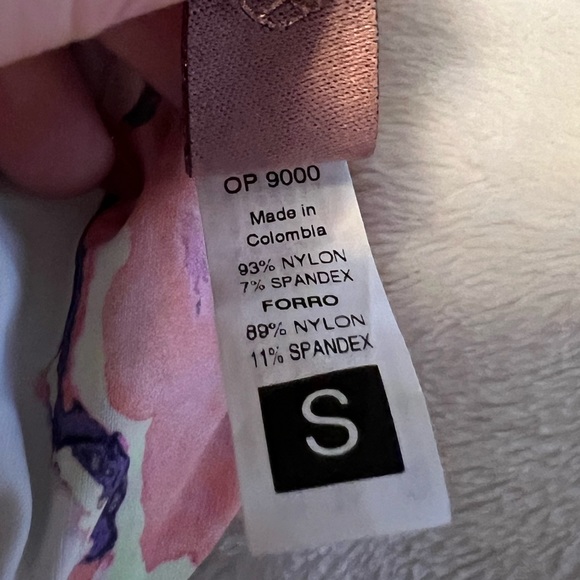 OP 9000
Made in
Colombia
93% NYLON
7% SPANDEX
FORRO
89% NYLON
11% SPANDEX
S